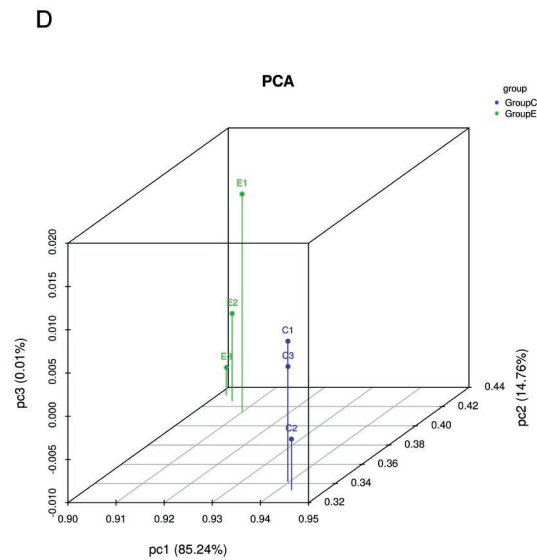 D
PCA
group
GroupC
GroupE
E1
E2
E3
C1
C3
C2
pc3 (0.01%)
0.020
0.015
0.010
0.005
0.000
-0.005
-0.010
0.90
0.91
0.92
0.93
0.94
0.95
pc1 (85.24%)
0.32
0.34
0.36
0.38
0.40
0.42
0.44
pc2 (14.76%)